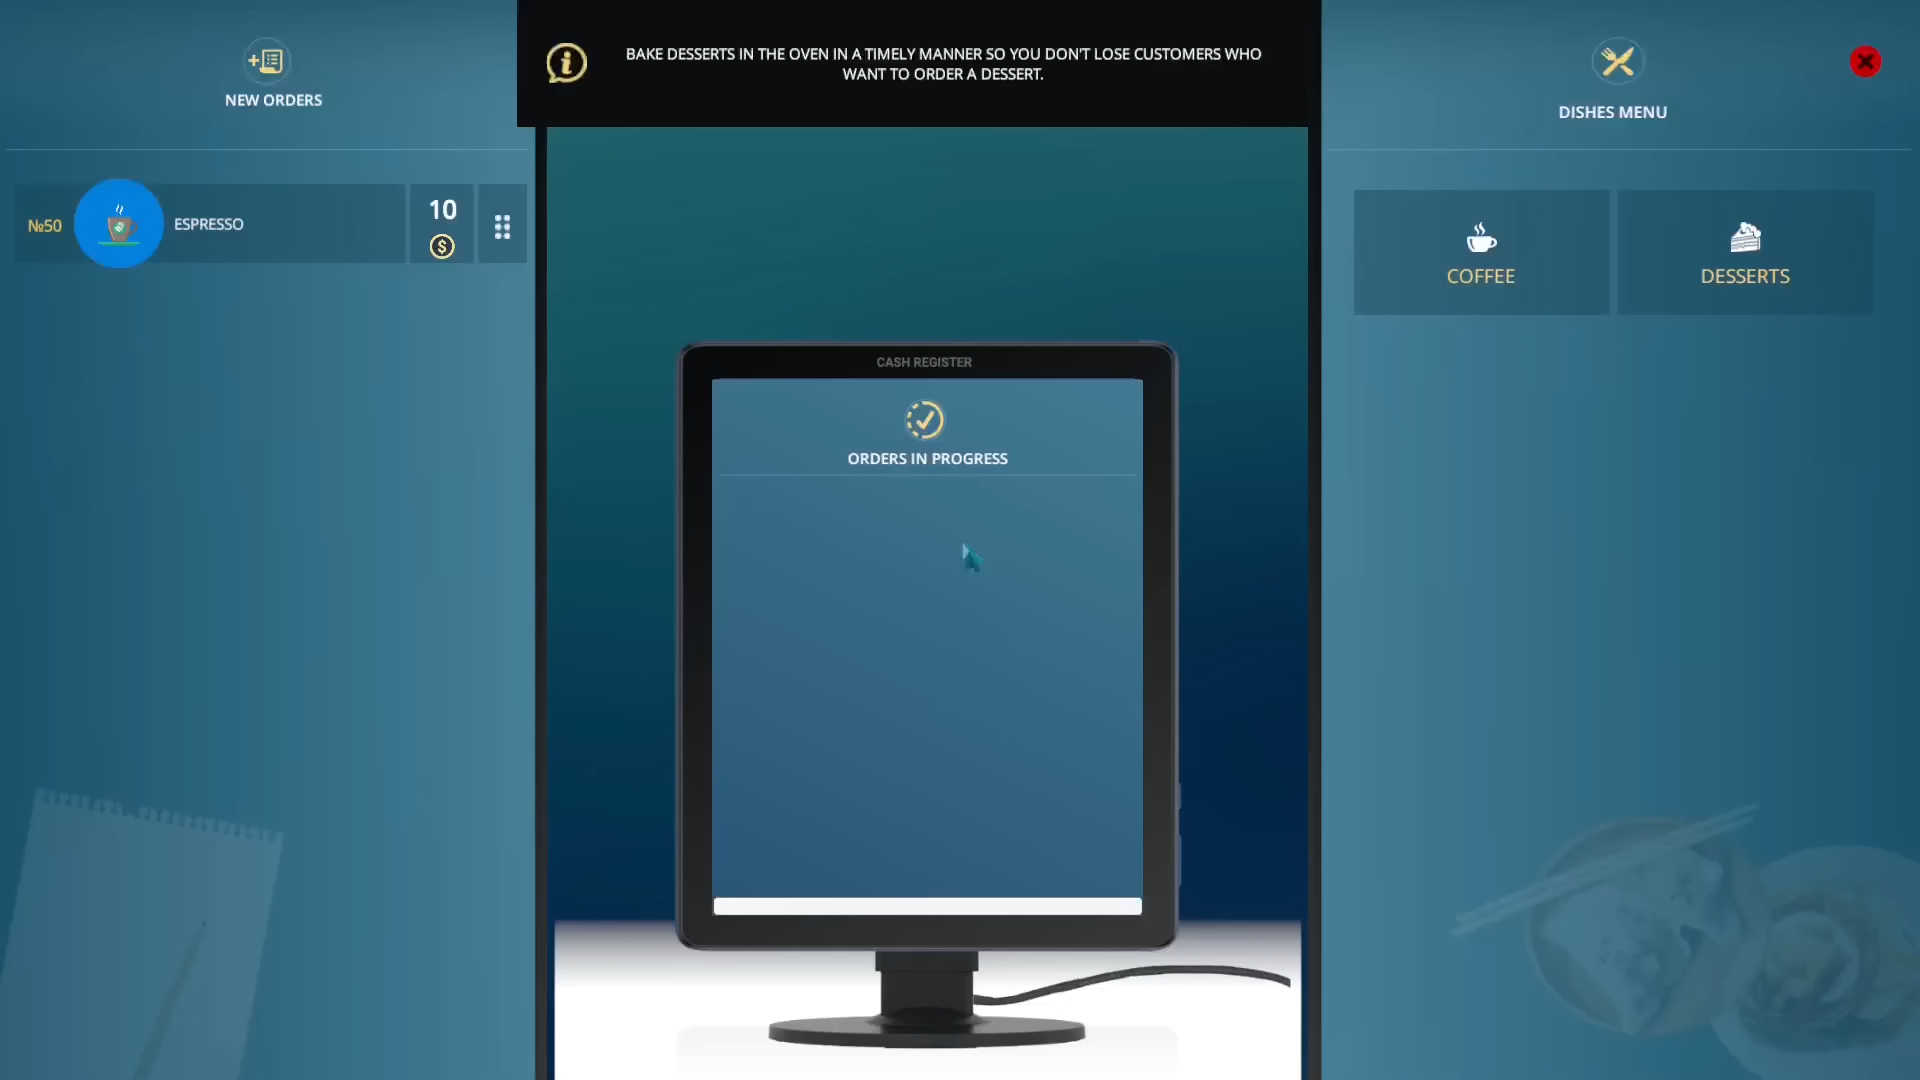 NEW ORDERS
BAKE DESSERTS IN THE OVEN IN A TIMELY MANNER SO YOU DON'T LOSE CUSTOMERS WHO
WANT TO ORDER A DESSERT.
DISHES MENU
№50
ESPRESSO
10
COFFEE
DESSERTS
CASH REGISTER
ORDERS IN PROGRESS